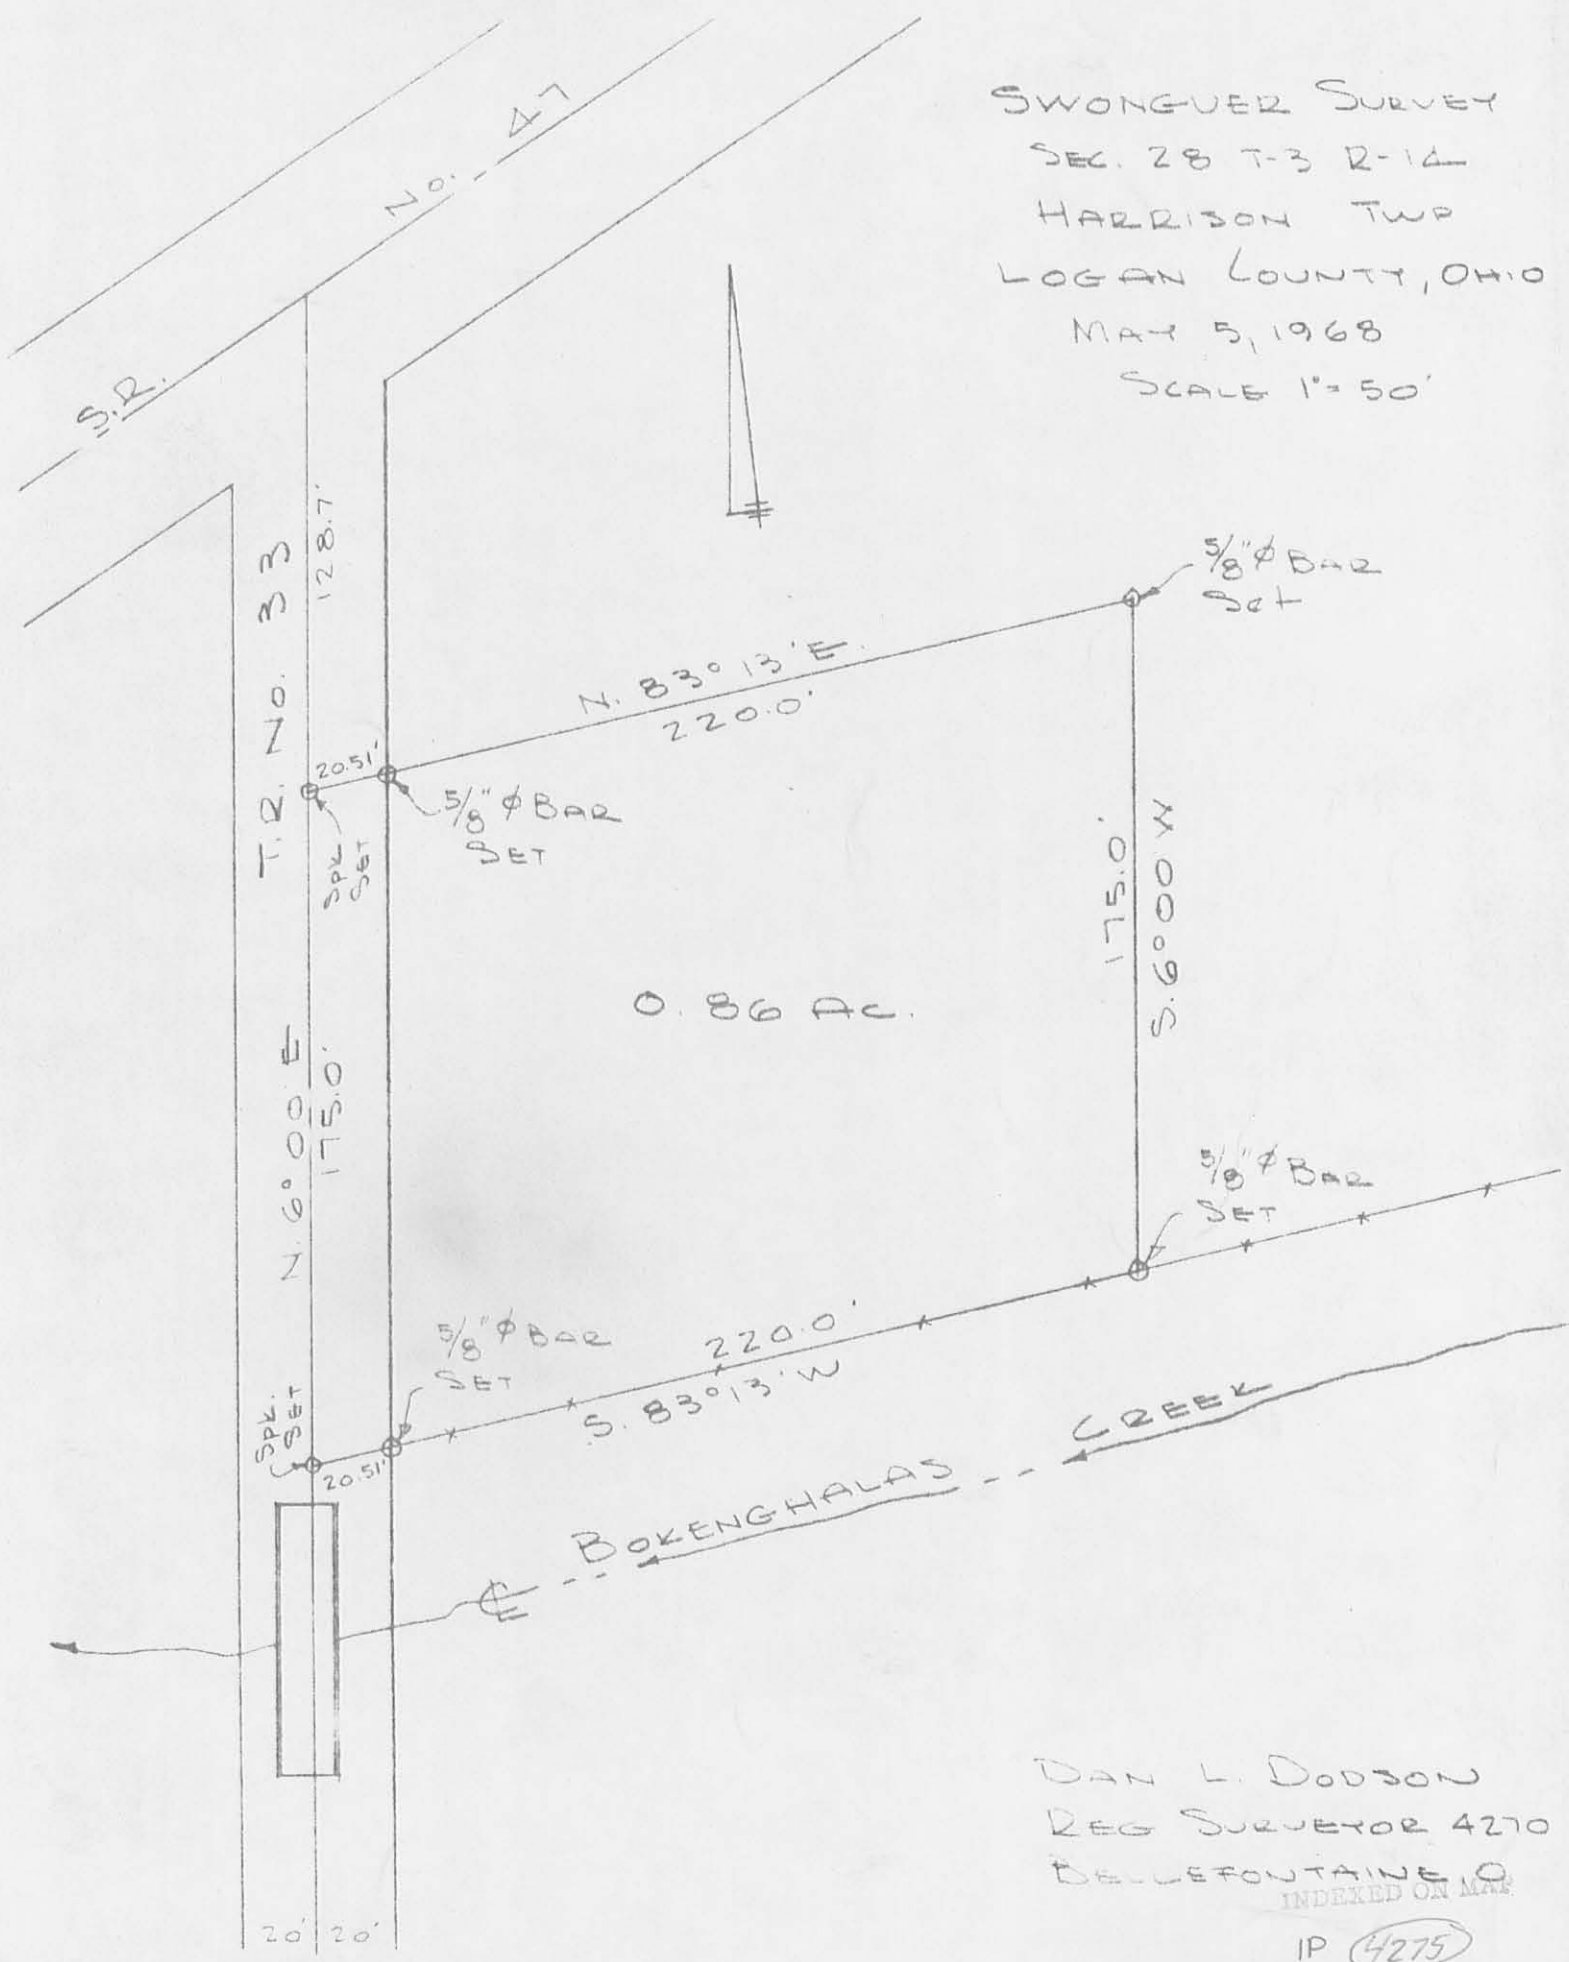 SWONGUER SURVEY
SEC. 28 T-3 R-14
HARRISON TWP
LOGAN COUNTY, OHIO
MAY 5, 1968
SCALE 1"=50'
S.R. No. 47
T.R. No. 33
128.7'
5/8" ϕ BAR
Set
N. 83° 13' E.
220.0'
20.51'
Spk.
SET
5/8" ϕ BAR
SET
175.0'
S. 6° 00 W
0.86 AC.
N. 6° 00 E
175.0'
5/8" ϕ BAR
SET
5/8" ϕ BAR
SET
220.0'
S. 83° 13' W
Spk.
SET
20.51'
BOKENGHALAS CREEK
℄
DAN L. DODSON
REG SURVEYOR 4270
BELLEFONTAINE, O
INDEXED ON MAP
IP 4275
20' 20'